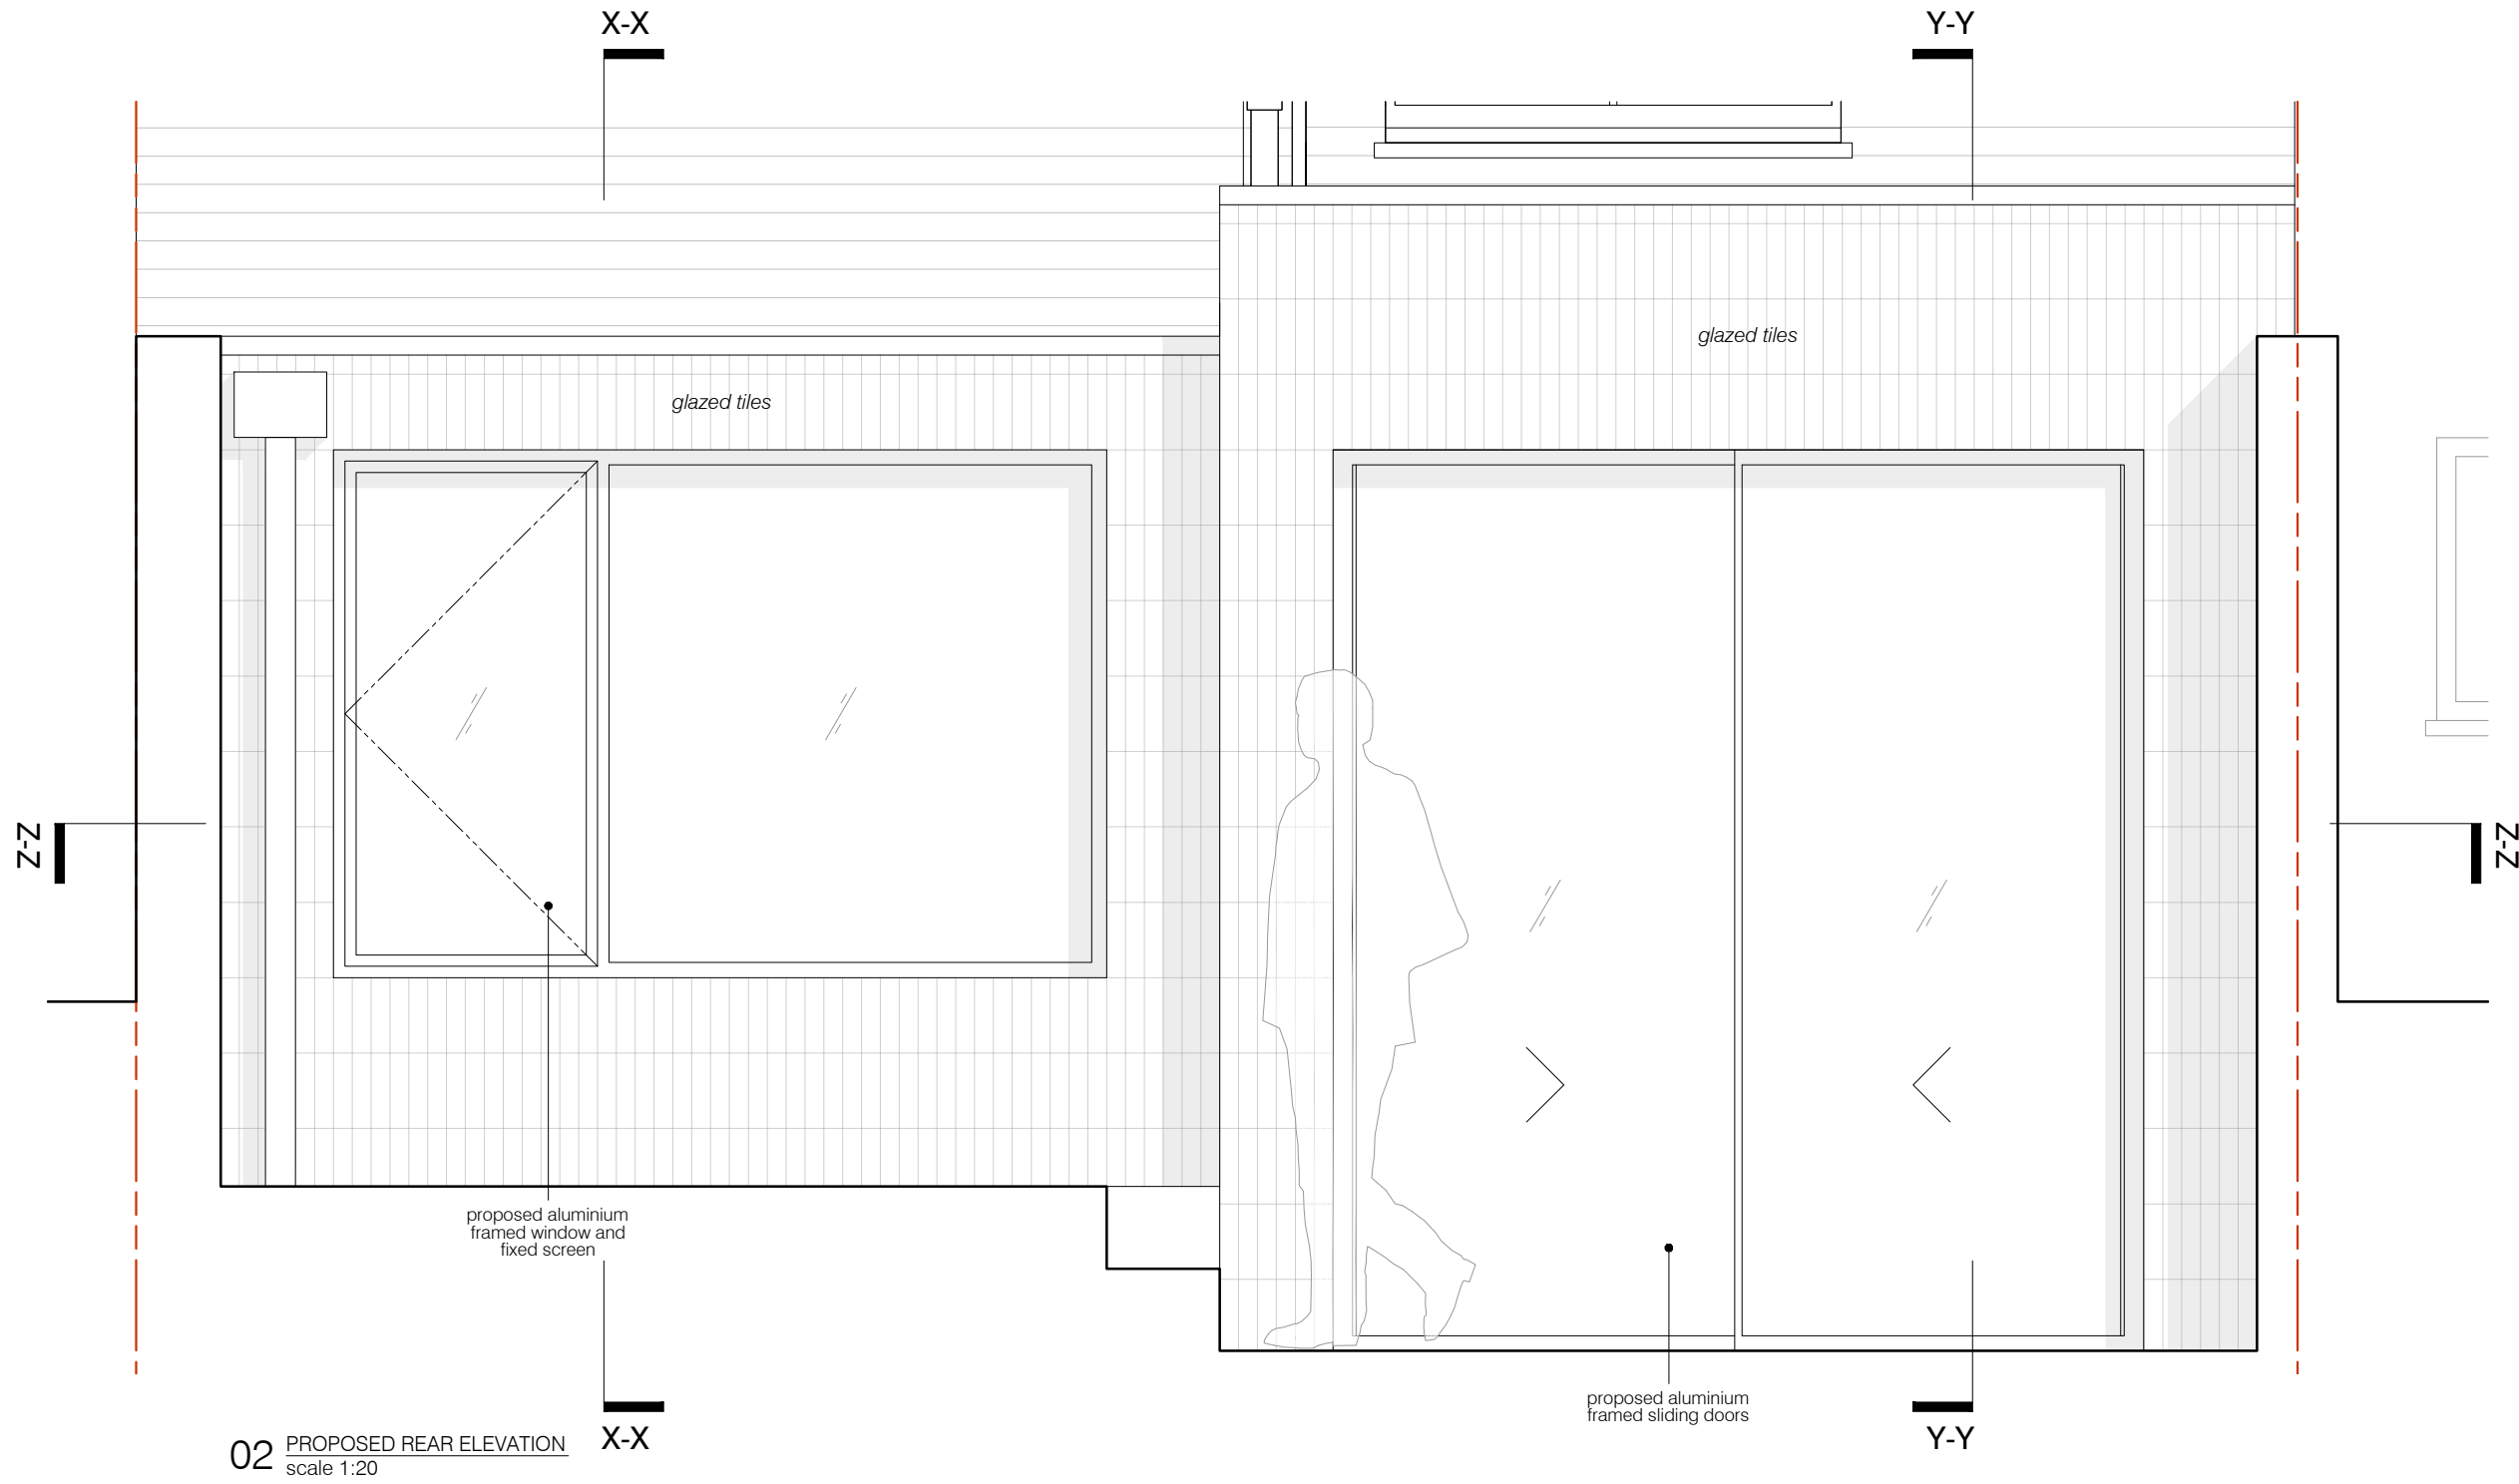 X-X
Y-Y
glazed tiles
glazed tiles
Z-Z
Z-Z
proposed aluminium
framed window and
fixed screen
proposed aluminium
framed sliding doors
X-X
Y-Y
02 PROPOSED REAR ELEVATION
scale 1:20